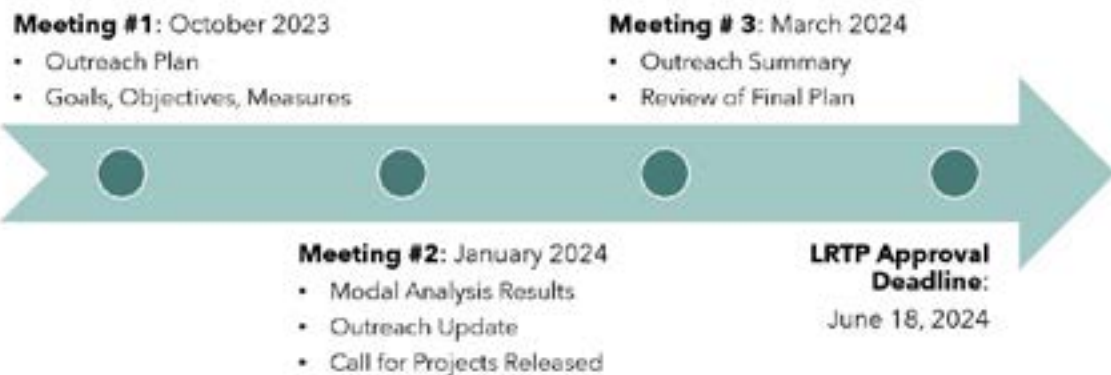 Meeting #1: October 2023
• Outreach Plan
• Goals, Objectives, Measures
Meeting # 3: March 2024
• Outreach Summary
• Review of Final Plan
Meeting #2: January 2024
• Modal Analysis Results
• Outreach Update
• Call for Projects Released
LRTP Approval
Deadline:
June 18, 2024